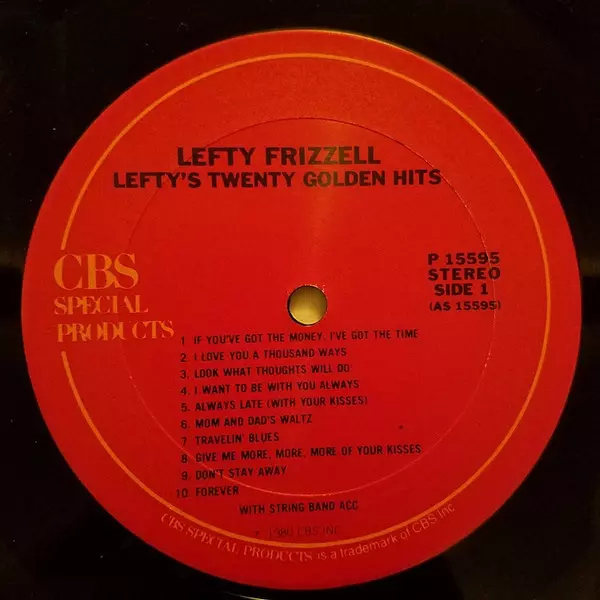 LEFTY FRIZZELL
LEFTY'S TWENTY GOLDEN HITS
CBS
SPECIAL
PRODUCTS
P 15595
STEREO
SIDE 1
(AS 15595)
1. IF YOU'VE GOT THE MONEY, I'VE GOT THE TIME
2. I LOVE YOU A THOUSAND WAYS
3. LOOK WHAT THOUGHTS WILL DO
4. I WANT TO BE WITH YOU ALWAYS
5. ALWAYS LATE (WITH YOUR KISSES)
6. MOM AND DAD'S WALTZ
7. TRAVELIN' BLUES
8. GIVE ME MORE, MORE, MORE OF YOUR KISSES
9. DON'T STAY AWAY
10. FOREVER
WITH STRING BAND ACC.
℗ 1980 CBS INC.
CBS SPECIAL PRODUCTS is a trademark of CBS Inc